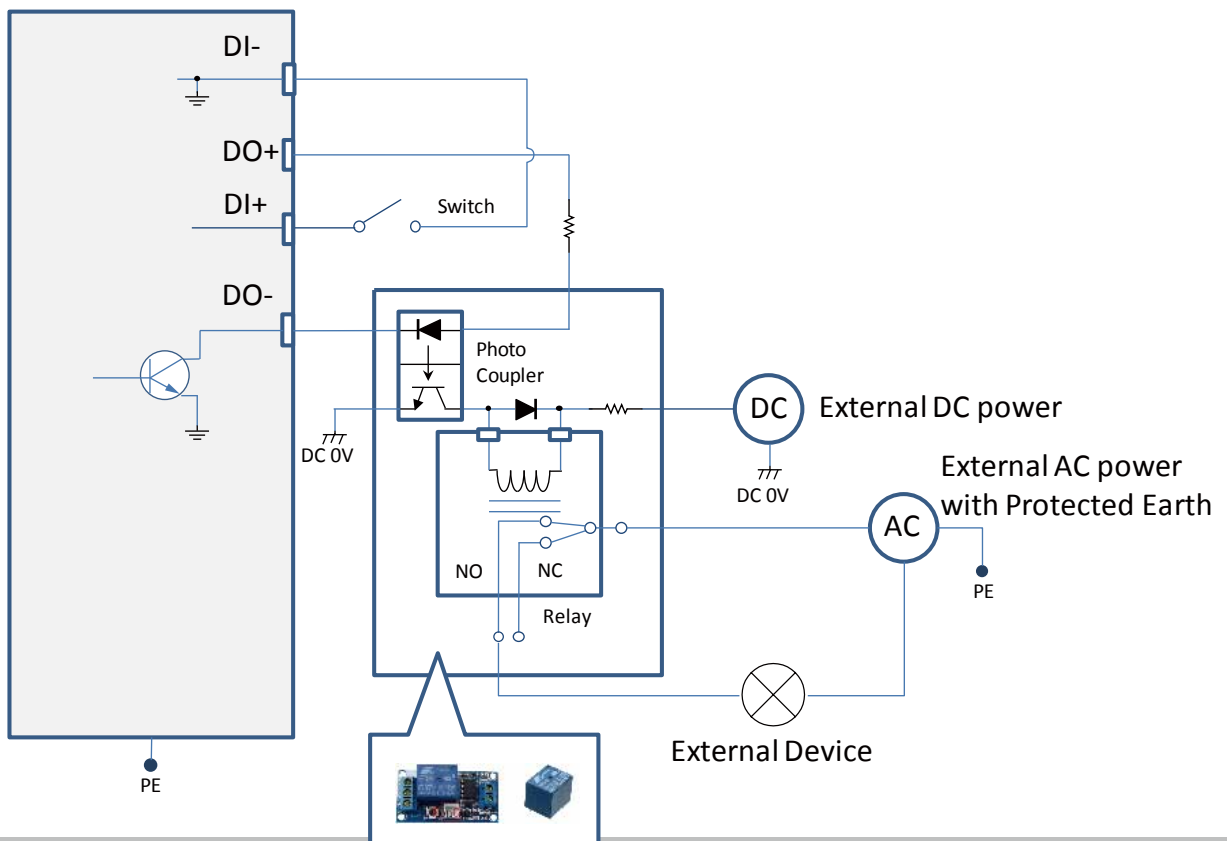 DI-
DO+
DI+
Switch
DO-
Photo
Coupler
DC 0V
DC
External DC power
DC 0V
External AC power
with Protected Earth
AC
NO
NC
PE
Relay
External Device
PE